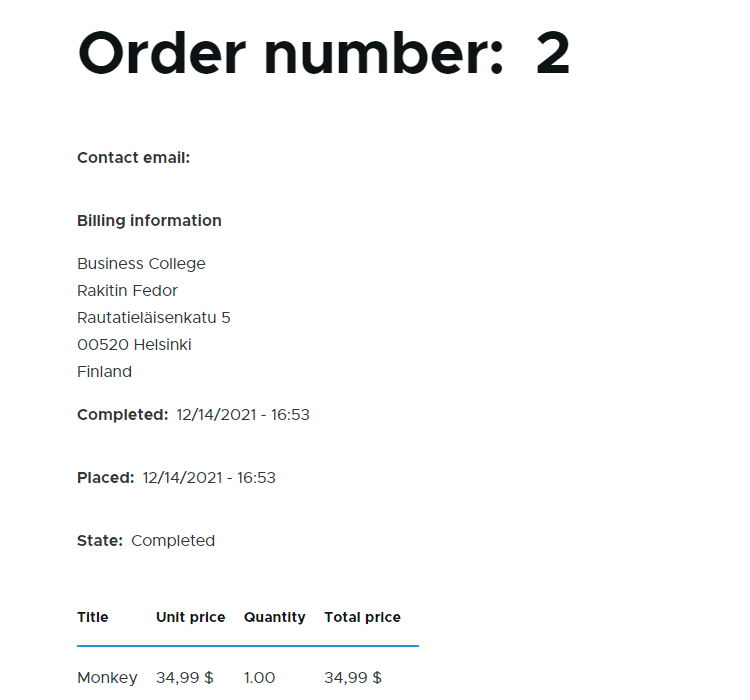 Order number: 2
Contact email:
Billing information
Business College
Rakitin Fedor
Rautatieläisenkatu 5
00520 Helsinki
Finland
Completed: 12/14/2021 - 16:53
Placed: 12/14/2021 - 16:53
State: Completed
Title Unit price Quantity Total price
Monkey 34,99 $ 1.00 34,99 $